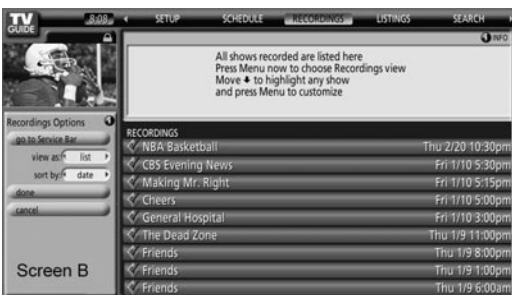 TV
GUIDE
8:08
SETUP SCHEDULE RECORDINGS LISTINGS SEARCH
INFO
All shows recorded are listed here
Press Menu now to choose Recordings view
Move to highlight any show
and press Menu to customize
Recordings Options
go to Service Bar
view as: list
sort by: date
done
cancel
Screen B
RECORDINGS
NBA Basketball Thu 2/20 10:30pm
CBS Evening News Fri 1/10 5:30pm
Making Mr. Right Fri 1/10 5:15pm
Cheers Fri 1/10 5:00pm
General Hospital Fri 1/10 3:00pm
The Dead Zone Thu 1/9 11:00pm
Friends Thu 1/9 8:00pm
Friends Thu 1/9 1:00pm
Friends Thu 1/9 6:00am